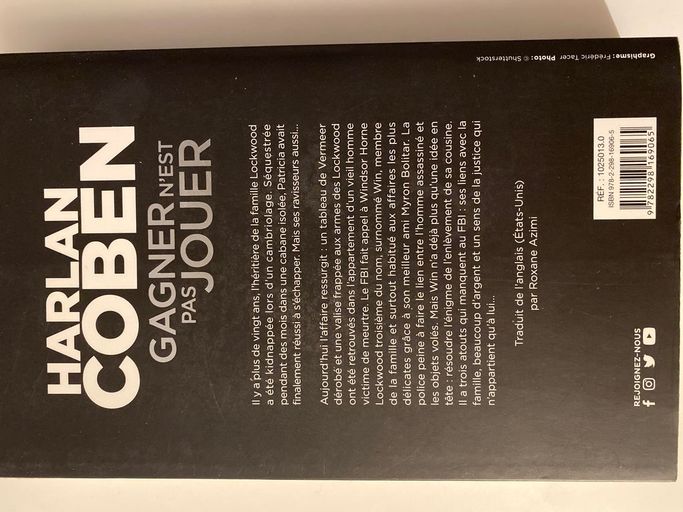 HARLAN
COBEN
GAGNER N'EST
PAS JOUER
Il y a plus de vingt ans, l'héritière de la famille Lockwood
a été kidnappée lors d'un cambriolage. Séquestrée
pendant des mois dans une cabane isolée, Patricia avait
finalement réussi à s'échapper. Mais ses ravisseurs aussi...
Aujourd'hui l'affaire ressurgit : un tableau de Vermeer
dérobé et une valise frappée aux armes des Lockwood
ont été retrouvés dans l'appartement d'un vieil homme
victime de meurtre. Le FBI fait appel à Windsor Horne
Lockwood troisième du nom, surnommé Win, membre
de la famille et surtout habitué aux affaires les plus
délicates grâce à son meilleur ami Myron Bolitar. La
police peine à faire le lien entre l'homme assassiné et
les objets volés. Mais Win n'a déjà plus qu'une idée en
tête : résoudre l'énigme de l'enlèvement de sa cousine.
Il a trois atouts qui manquent au FBI : ses liens avec la
famille, beaucoup d'argent et un sens de la justice qui
n'appartient qu'à lui...
Traduit de l'anglais (États-Unis)
par Roxane Azimi
REJOIGNEZ-NOUS
RÉF. : 1025013.0
ISBN 978-2-298-16906-5
9 782298 169065
Graphisme : Frédéric Tacer Photo : © Shutterstock